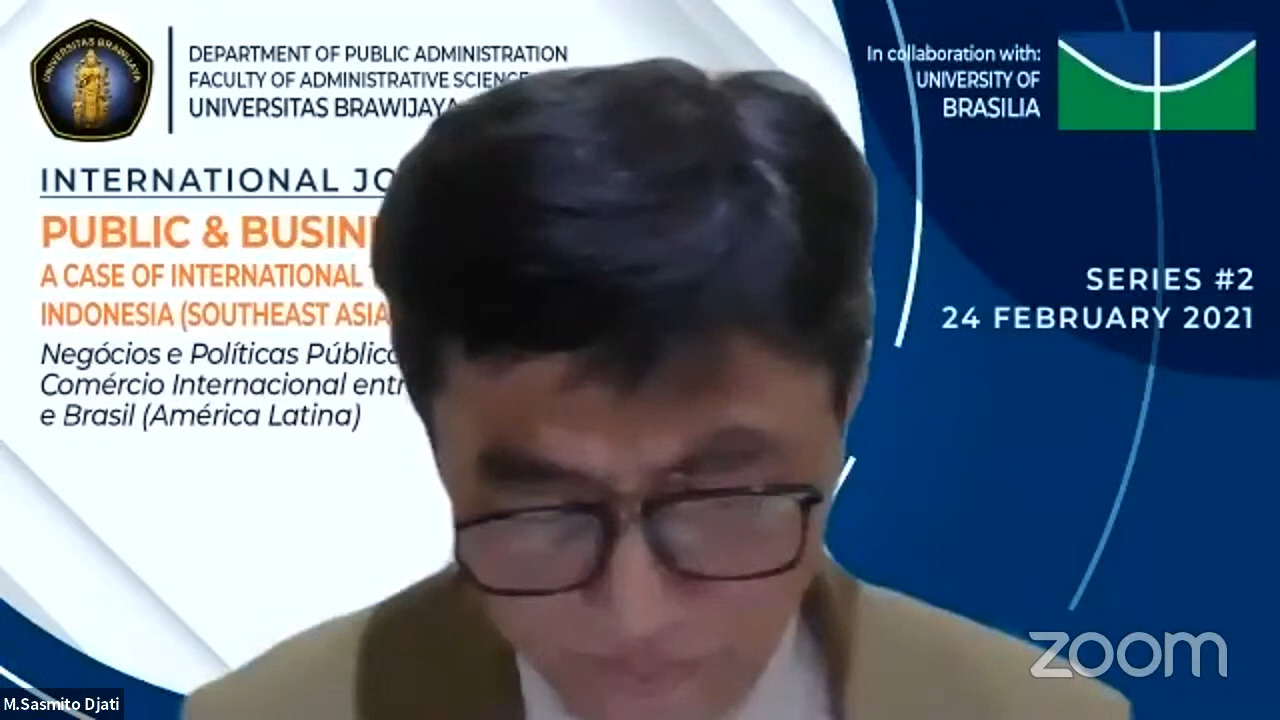 UNIVERSITAS BRAWIJAYA
DEPARTMENT OF PUBLIC ADMINISTRATION
FACULTY OF ADMINISTRATIVE SCIENCE
UNIVERSITAS BRAWIJAYA
In collaboration with:
UNIVERSITY OF
BRASILIA
INTERNATIONAL JO
PUBLIC & BUSIN
A CASE OF INTERNATIONAL
INDONESIA (SOUTHEAST ASIA
Negócios e Políticas Pública
Comércio Internacional entr
e Brasil (América Latina)
SERIES #2
24 FEBRUARY 2021
zoom
M.Sasmito Djati